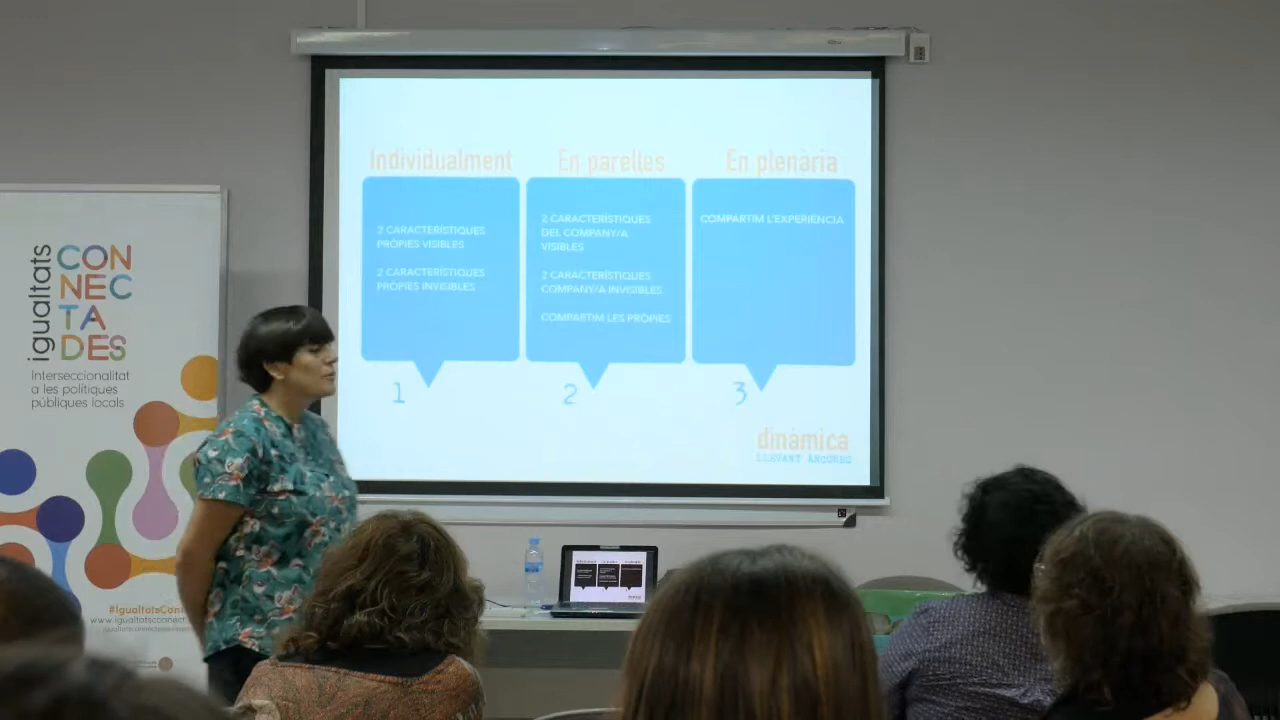 igualtats
CON
NEC
TA
DES
Interseccionalitat
a les polítiques
públiques locals
Individualment
2 CARACTERÍSTIQUES
PRÒPIES VISIBLES
2 CARACTERÍSTIQUES
PRÒPIES INVISIBLES
1
En parelles
2 CARACTERÍSTIQUES
DEL COMPANY/A
VISIBLES
2 CARACTERÍSTIQUES
COMPANY/A INVISIBLES
COMPARTIM LES PRÒPIES
2
En plenària
COMPARTIM L'EXPERIÈNCIA
3
dinàmica
LLEVANT ÀNCORES
#IgualtatsConn
www.igualtatsconnect